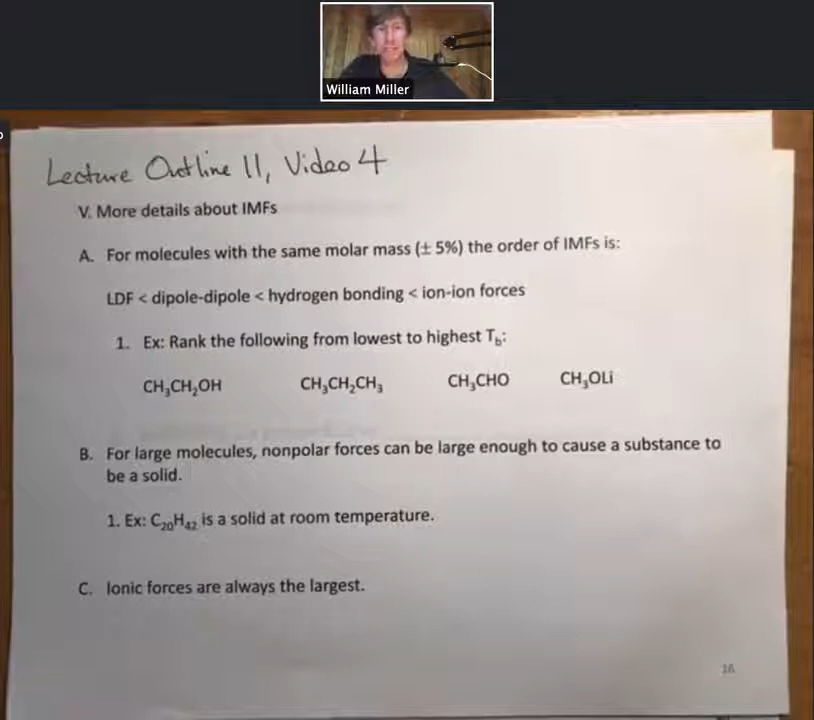 William Miller
Lecture Outline 11, Video 4
V. More details about IMFs
A. For molecules with the same molar mass (± 5%) the order of IMFs is:
LDF < dipole-dipole < hydrogen bonding < ion-ion forces
1. Ex: Rank the following from lowest to highest T_b:
CH₃CH₂OH CH₃CH₂CH₃ CH₃CHO CH₃OLi
B. For large molecules, nonpolar forces can be large enough to cause a substance to
be a solid.
1. Ex: C₂₀H₄₂ is a solid at room temperature.
C. Ionic forces are always the largest.
16